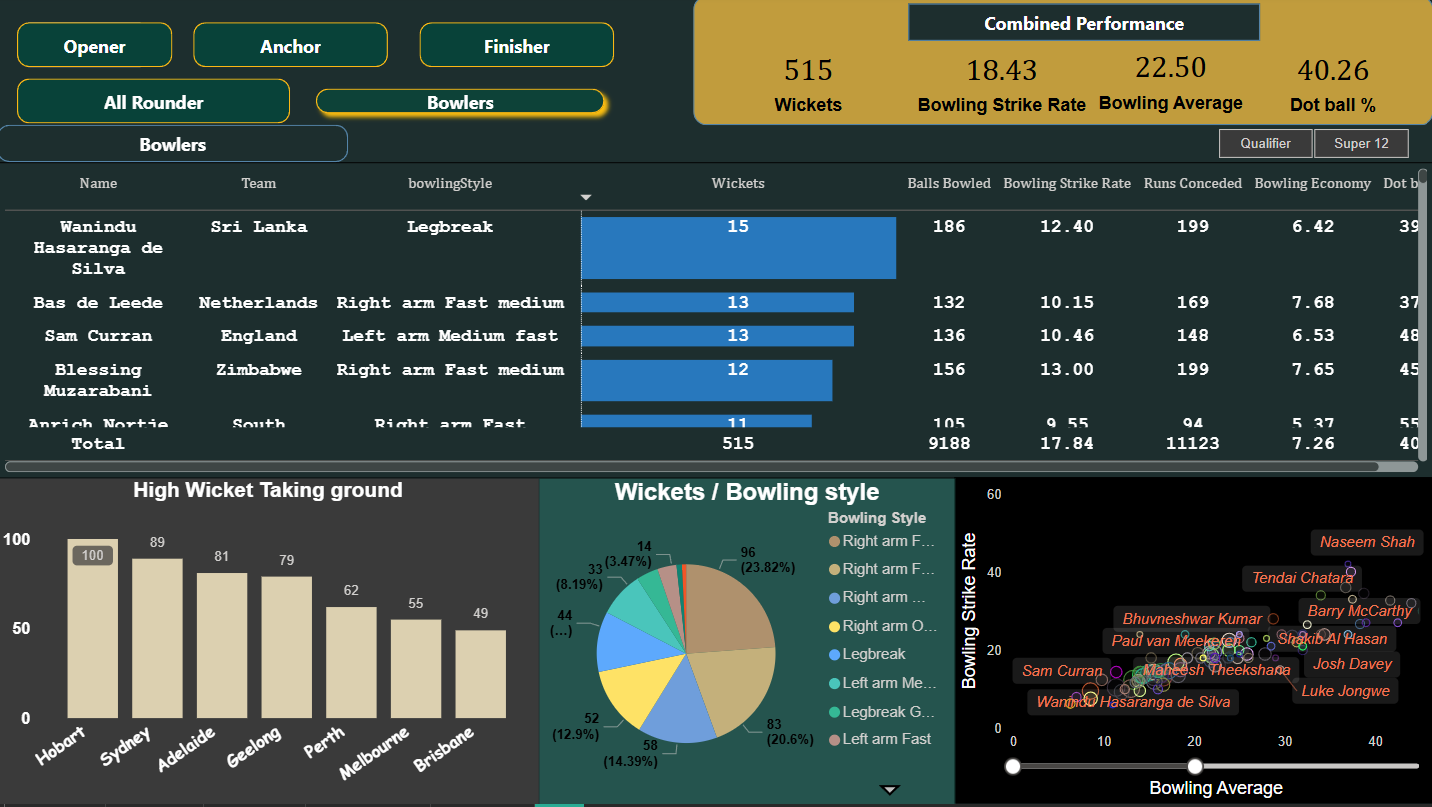 Opener
Anchor
Finisher
All Rounder
Bowlers
Combined Performance
515
18.43
22.50
40.26
Wickets
Bowling Strike Rate
Bowling Average
Dot ball %
Bowlers
Qualifier
Super 12
Name Team bowlingStyle Wickets Balls Bowled Bowling Strike Rate Runs Conceded Bowling Economy Dot b
Wanindu Sri Lanka Legbreak 15 186 12.40 199 6.42 39
Hasaranga de
Silva
Bas de Leede Netherlands Right arm Fast medium 13 132 10.15 169 7.68 37
Sam Curran England Left arm Medium fast 13 136 10.46 148 6.53 48
Blessing Zimbabwe Right arm Fast medium 12 156 13.00 199 7.65 45
Muzarabani
Anrich Nortje South Right arm Fast 11 105 9.55 94 5.37 55
Total 515 9188 17.84 11123 7.26 40
High Wicket Taking ground
100
50
0
100
89
81
79
62
55
49
Hobart
Sydney
Adelaide
Geelong
Perth
Melbourne
Brisbane
Wickets / Bowling style
Bowling Style
Right arm F...
Right arm F...
Right arm ...
Right arm O...
Legbreak
Left arm Me...
Legbreak G...
Left arm Fast
96
(23.82%)
83
(20.6%)
58
(14.39%)
52
(12.9%)
44
(...)
33
(8.19%)
14
(3.47%)
Bowling Strike Rate
60
40
20
0
Naseem Shah
Tendai Chatara
Barry McCarthy
Bhuvneshwar Kumar
Paul van Meekeren
Shakib Al Hasan
Sam Curran
Maheesh Theekshana
Josh Davey
Luke Jongwe
Wanindu Hasaranga de Silva
0
10
20
30
40
Bowling Average